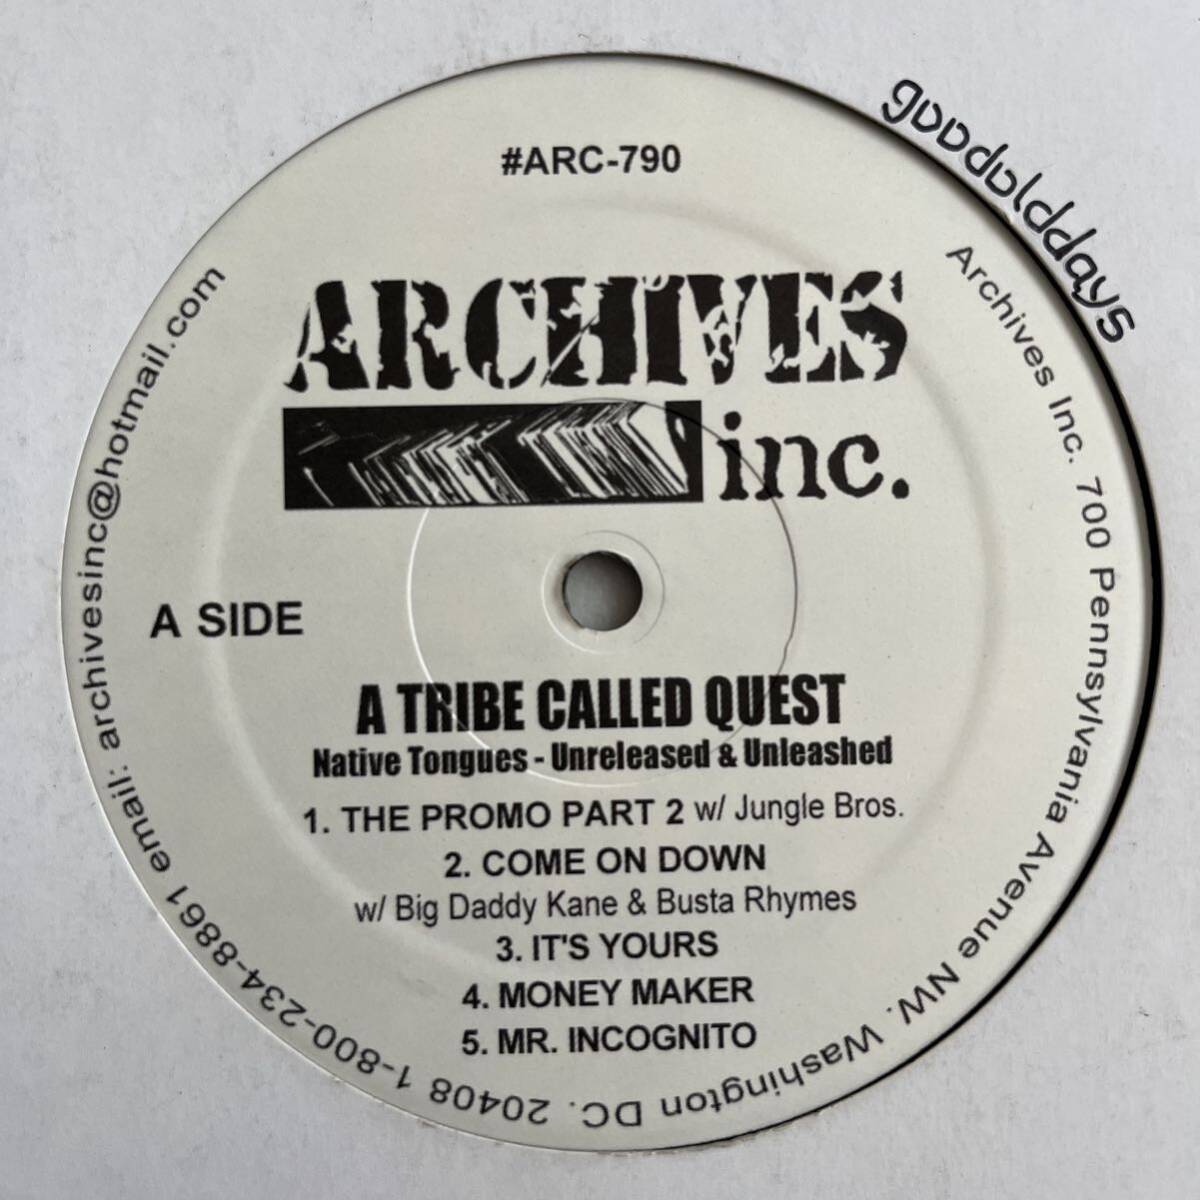 goodolddays
#ARC-790
ARCHIVES
inc.
A SIDE
A TRIBE CALLED QUEST
Native Tongues - Unreleased & Unleashed
1. THE PROMO PART 2 w/ Jungle Bros.
2. COME ON DOWN
w/ Big Daddy Kane & Busta Rhymes
3. IT'S YOURS
4. MONEY MAKER
5. MR. INCOGNITO
Archives Inc. 700 Pennsylvania Avenue NW. Washington DC. 20408 1-800-234-8861 email: archivesinc@hotmail.com